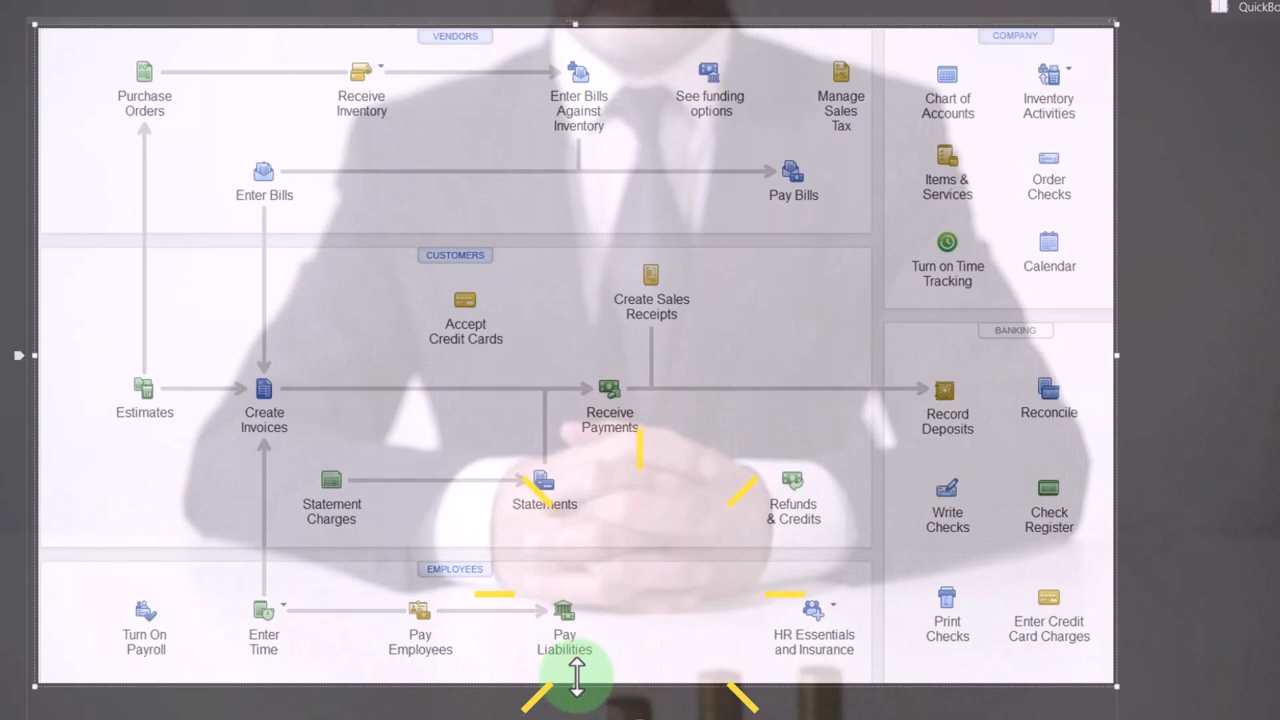 QuickBo
VENDORS
COMPANY
Purchase
Orders
Receive
Inventory
Enter Bills
Against
Inventory
See funding
options
Manage
Sales
Tax
Chart of
Accounts
Inventory
Activities
Enter Bills
Pay Bills
Items &
Services
Order
Checks
CUSTOMERS
Turn on Time
Tracking
Calendar
Accept
Credit Cards
Create Sales
Receipts
BANKING
Estimates
Create
Invoices
Receive
Payments
Record
Deposits
Reconcile
Statement
Charges
Statements
Refunds
& Credits
Write
Checks
Check
Register
EMPLOYEES
Turn On
Payroll
Enter
Time
Pay
Employees
Pay
Liabilities
HR Essentials
and Insurance
Print
Checks
Enter Credit
Card Charges